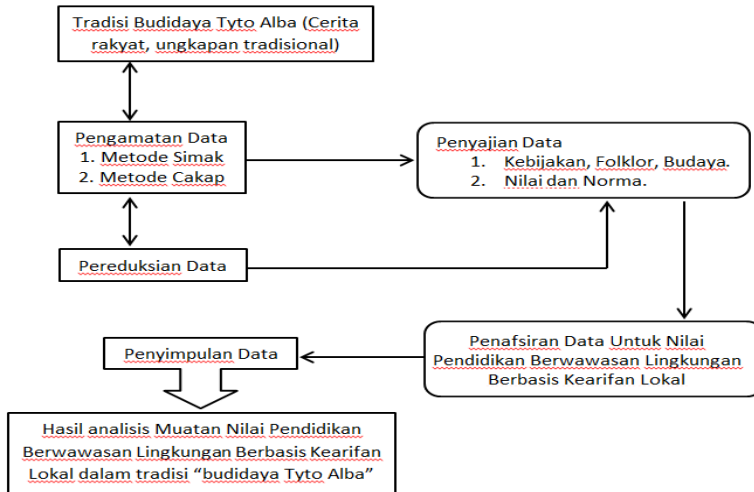 Tradisi Budidaya Tyto Alba (Cerita
rakyat, ungkapan tradisional)
Pengamatan Data
1. Metode Simak
2. Metode Cakap
Penyajian Data
1. Kebijakan, Folklor, Budaya.
2. Nilai dan Norma.
Pereduksian Data
Penafsiran Data Untuk Nilai
Pendidikan Berwawasan Lingkungan
Berbasis Kearifan Lokal
Penyimpulan Data
Hasil analisis Muatan Nilai Pendidikan
Berwawasan Lingkungan Berbasis Kearifan
Lokal dalam tradisi “budidaya Tyto Alba”